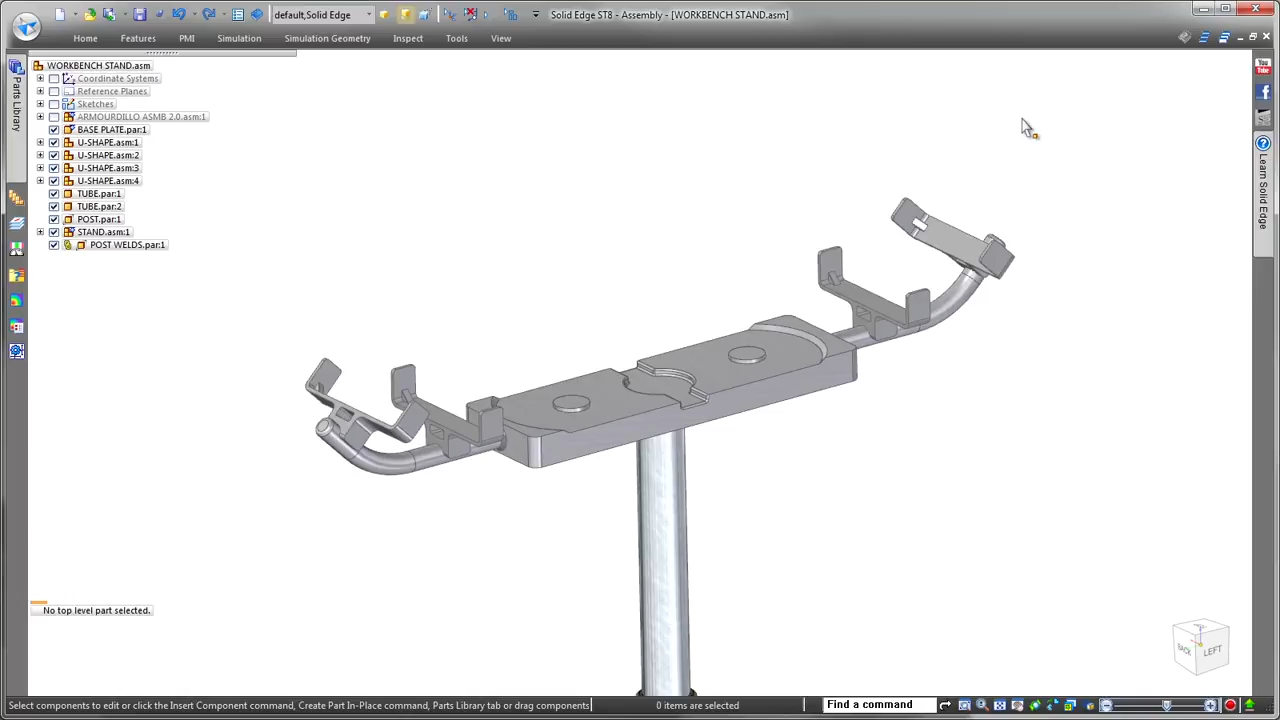 default,Solid Edge
Solid Edge ST8 - Assembly - [WORKBENCH STAND.asm]
Home
Features
PMI
Simulation
Simulation Geometry
Inspect
Tools
View
Parts Library
WORKBENCH STAND.asm
Coordinate Systems
Reference Planes
Sketches
ARMOURDILLO ASMB 2.0.asm:1
BASE PLATE.par:1
U-SHAPE.asm:1
U-SHAPE.asm:2
U-SHAPE.asm:3
U-SHAPE.asm:4
TUBE.par:1
TUBE.par:2
POST.par:1
STAND.asm:1
POST WELDS.par:1
You
Tube
Learn Solid Edge
No top level part selected.
BACK
LEFT
Select components to edit or click the Insert Component command, Create Part In-Place command, Parts Library tab or drag components
0 items are selected
Find a command